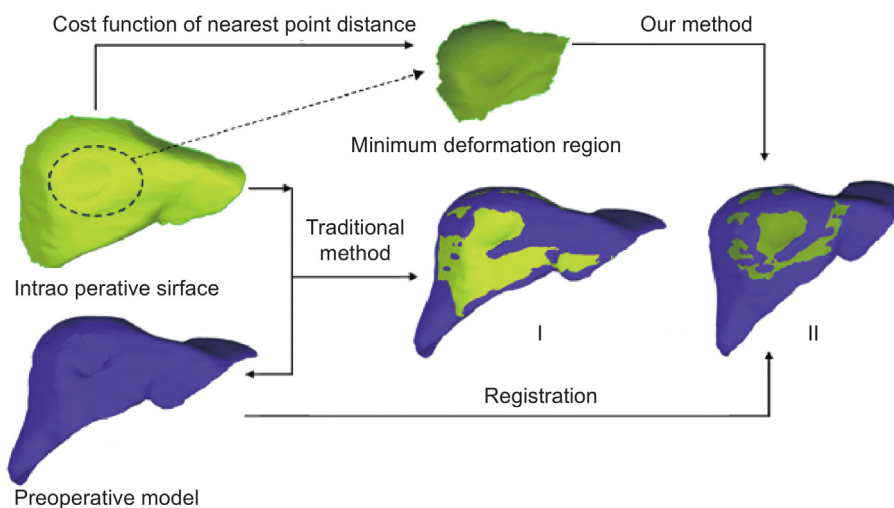 Cost function of nearest point distance
Our method
Minimum deformation region
Traditional
method
Intrao perative sirface
I
II
Registration
Preoperative model